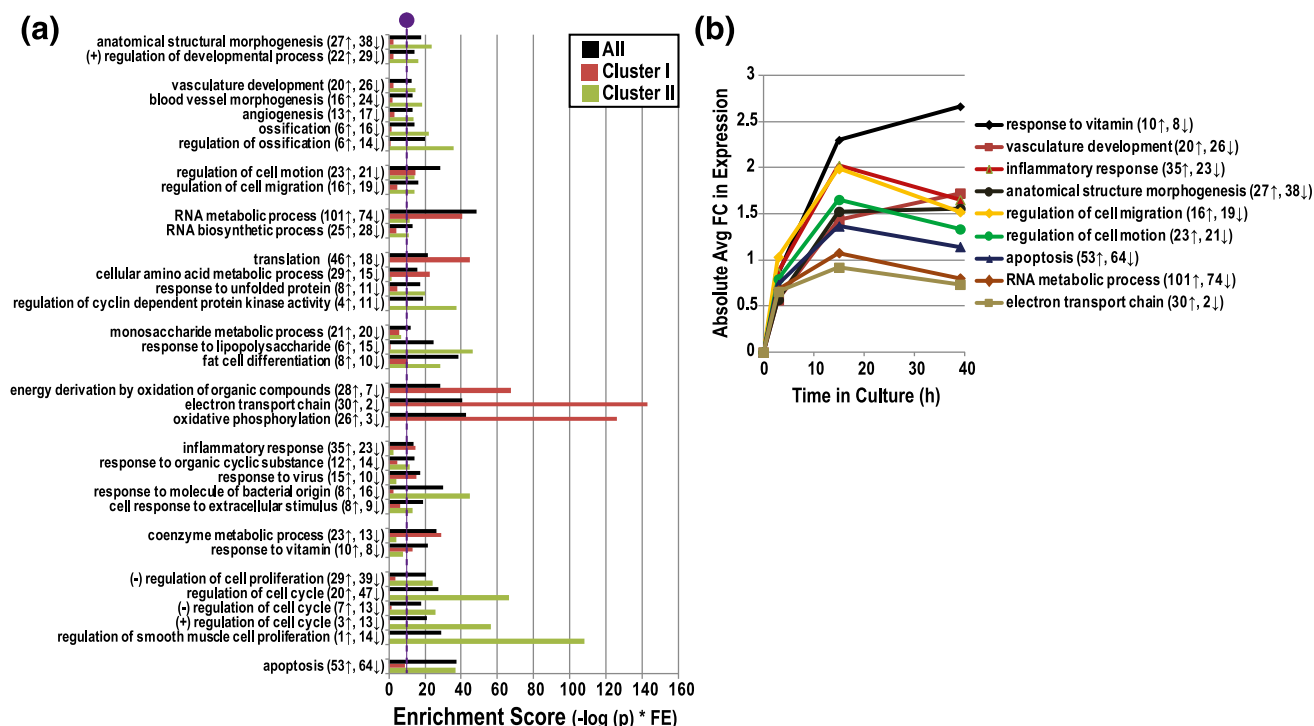 (a)
anatomical structural morphogenesis (27↑, 38↓)
(+) regulation of developmental process (22↑, 29↓)
vasculature development (20↑, 26↓)
blood vessel morphogenesis (16↑, 24↓)
angiogenesis (13↑, 17↓)
ossification (6↑, 16↓)
regulation of ossification (6↑, 14↓)
regulation of cell motion (23↑, 21↓)
regulation of cell migration (16↑, 19↓)
RNA metabolic process (101↑, 74↓)
RNA biosynthetic process (25↑, 28↓)
translation (46↑, 18↓)
cellular amino acid metabolic process (29↑, 15↓)
response to unfolded protein (8↑, 11↓)
regulation of cyclin dependent protein kinase activity (4↑, 11↓)
monosaccharide metabolic process (21↑, 20↓)
response to lipopolysaccharide (6↑, 15↓)
fat cell differentiation (8↑, 10↓)
energy derivation by oxidation of organic compounds (28↑, 7↓)
electron transport chain (30↑, 2↓)
oxidative phosphorylation (26↑, 3↓)
inflammatory response (35↑, 23↓)
response to organic cyclic substance (12↑, 14↓)
response to virus (15↑, 10↓)
response to molecule of bacterial origin (8↑, 16↓)
cell response to extracellular stimulus (8↑, 9↓)
coenzyme metabolic process (23↑, 13↓)
response to vitamin (10↑, 8↓)
(-) regulation of cell proliferation (29↑, 39↓)
regulation of cell cycle (20↑, 47↓)
(-) regulation of cell cycle (7↑, 13↓)
(+) regulation of cell cycle (3↑, 13↓)
regulation of smooth muscle cell proliferation (1↑, 14↓)
apoptosis (53↑, 64↓)
All
Cluster I
Cluster II
0 20 40 60 80 100 120 140 160
Enrichment Score (-log (p) * FE)
(b)
Absolute Avg FC in Expression
3
2.5
2
1.5
1
0.5
0
0 10 20 30 40
Time in Culture (h)
response to vitamin (10↑, 8↓)
vasculature development (20↑, 26↓)
inflammatory response (35↑, 23↓)
anatomical structure morphogenesis (27↑, 38↓)
regulation of cell migration (16↑, 19↓)
regulation of cell motion (23↑, 21↓)
apoptosis (53↑, 64↓)
RNA metabolic process (101↑, 74↓)
electron transport chain (30↑, 2↓)